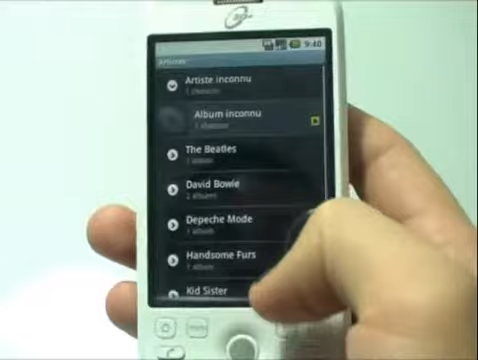 9:40
Artistes
Artiste inconnu
1 chanson
Album inconnu
1 chanson
The Beatles
1 album
David Bowie
2 albums
Depeche Mode
1 album
Handsome Furs
1 album
Kid Sister